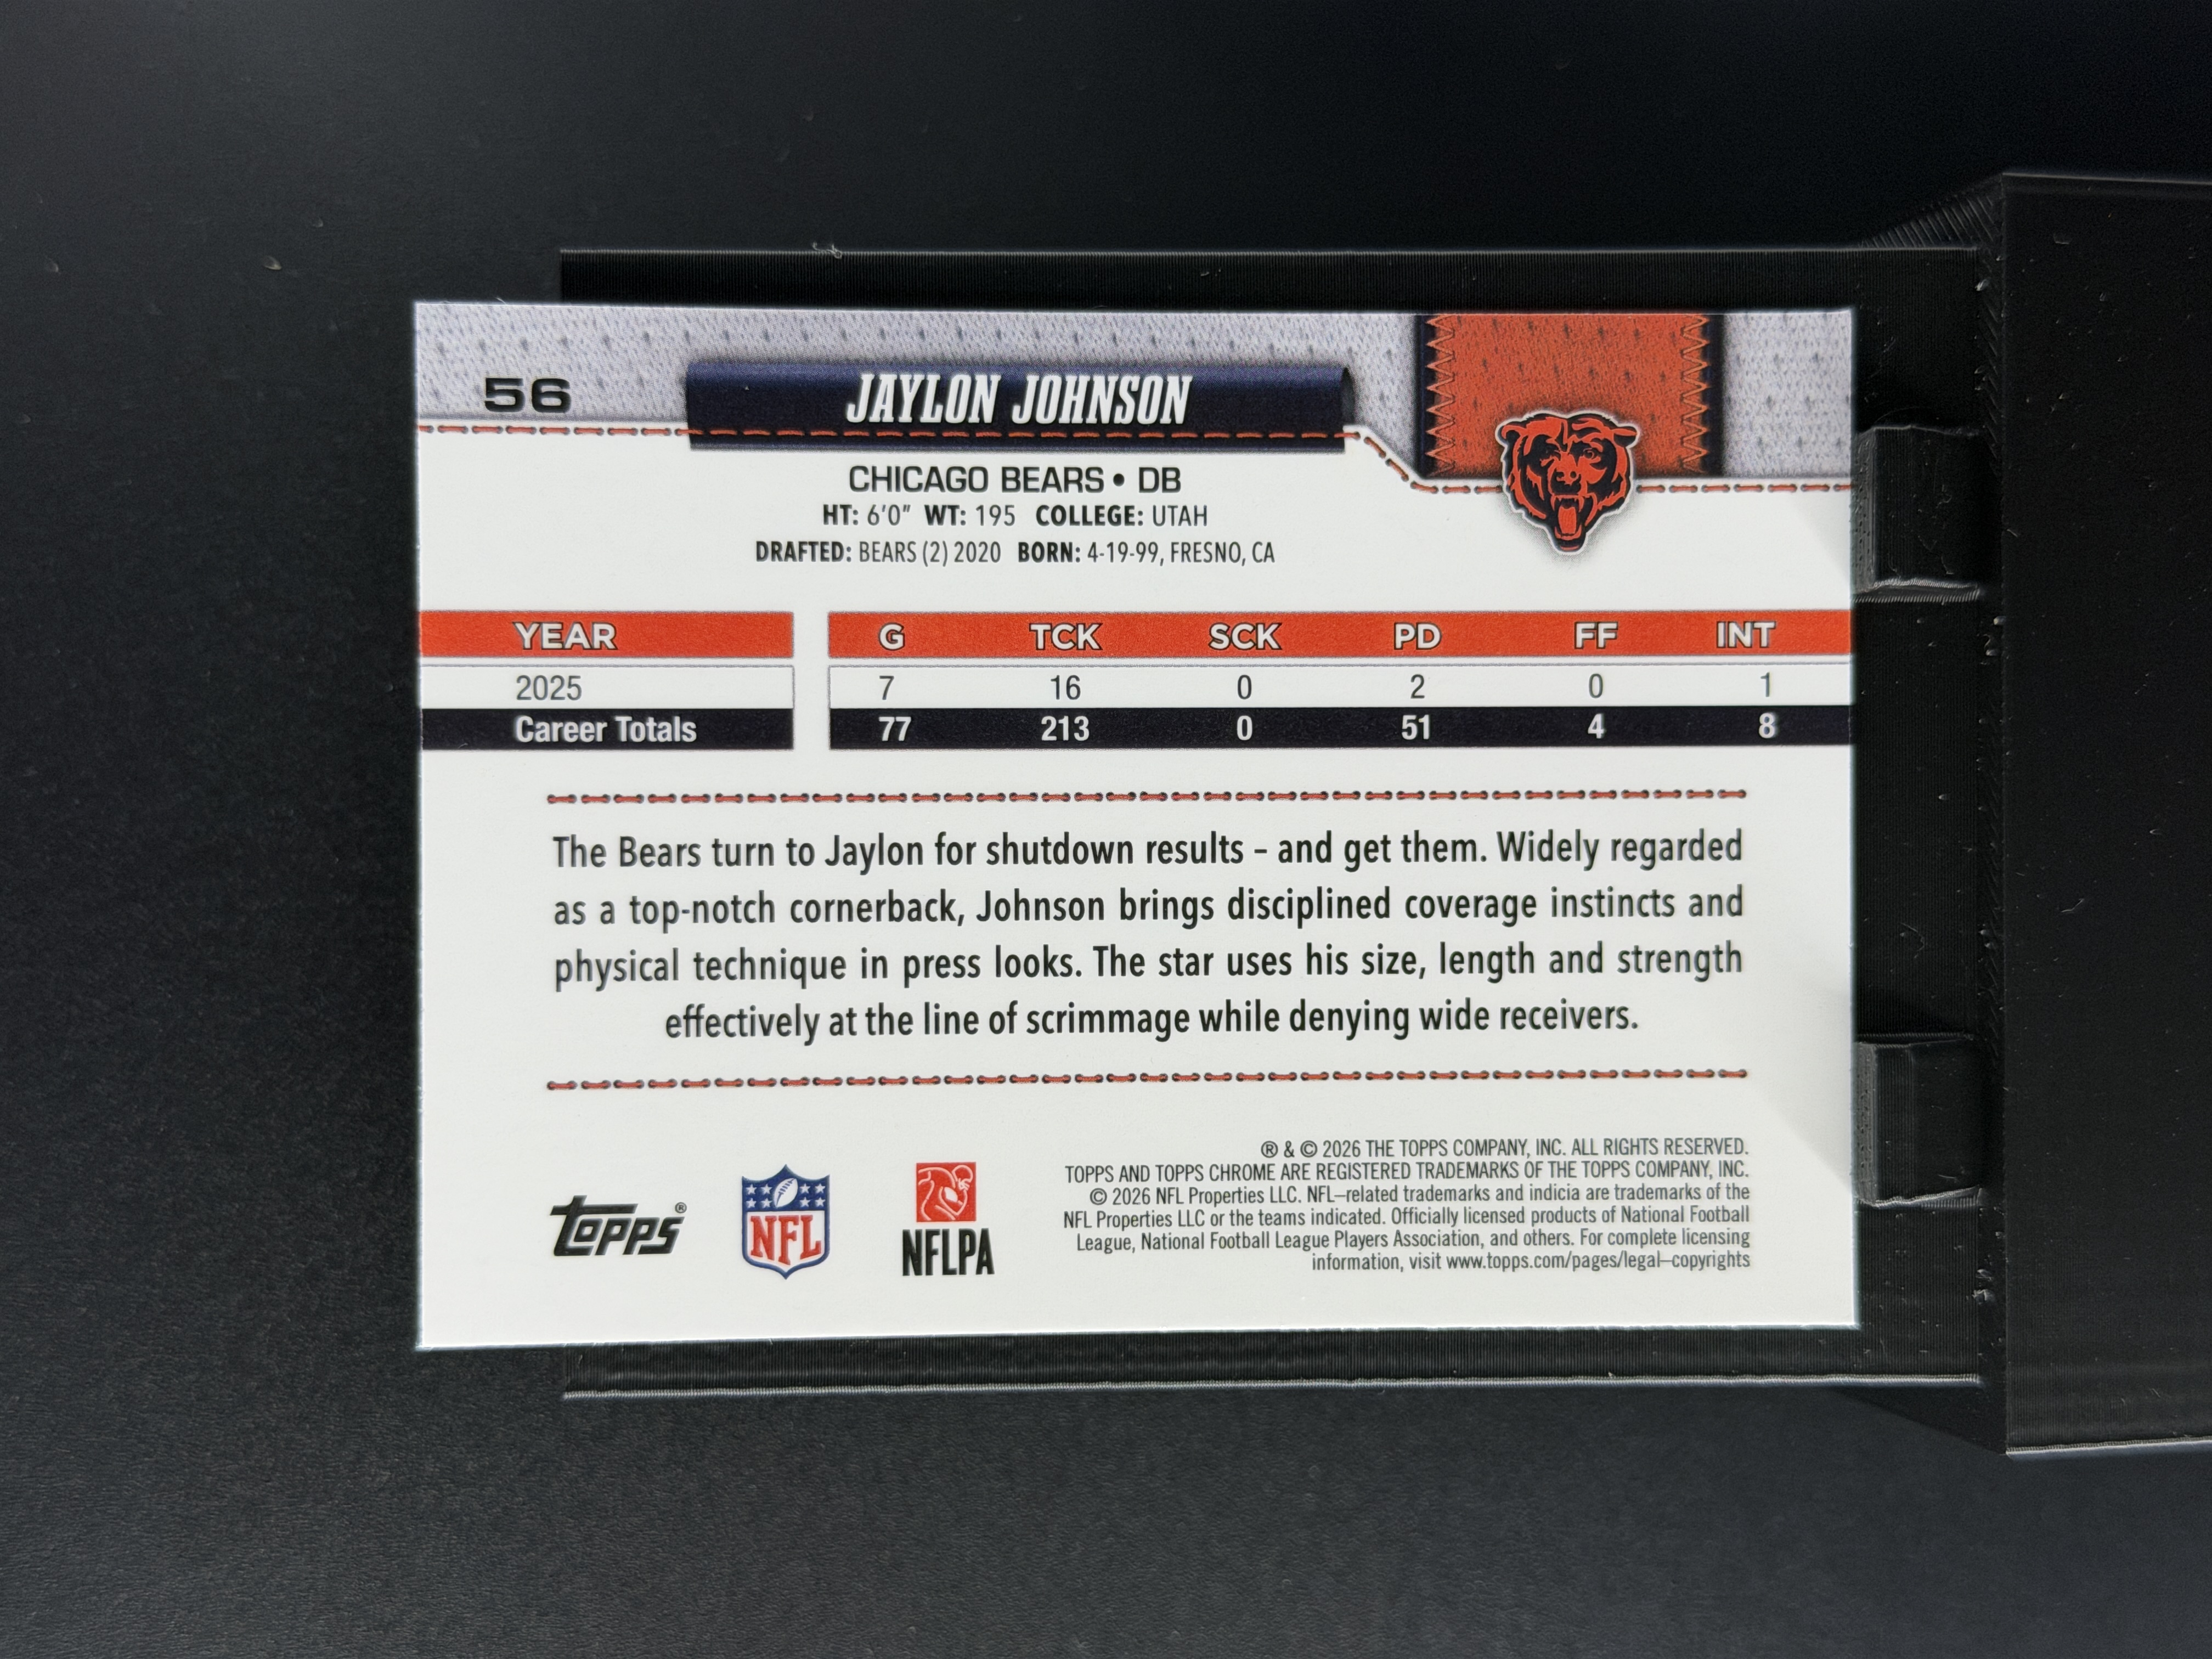 56
JAYLON JOHNSON
CHICAGO BEARS • DB
HT: 6'0" WT: 195 COLLEGE: UTAH
DRAFTED: BEARS (2) 2020 BORN: 4-19-99, FRESNO, CA
YEAR G TCK SCK PD FF INT
2025 7 16 0 2 0 1
Career Totals 77 213 0 51 4 8
The Bears turn to Jaylon for shutdown results – and get them. Widely regarded
as a top-notch cornerback, Johnson brings disciplined coverage instincts and
physical technique in press looks. The star uses his size, length and strength
effectively at the line of scrimmage while denying wide receivers.
topps®
NFL
NFLPA
® & © 2026 THE TOPPS COMPANY, INC. ALL RIGHTS RESERVED.
TOPPS AND TOPPS CHROME ARE REGISTERED TRADEMARKS OF THE TOPPS COMPANY, INC.
© 2026 NFL Properties LLC. NFL–related trademarks and indicia are trademarks of the
NFL Properties LLC or the teams indicated. Officially licensed products of National Football
League, National Football League Players Association, and others. For complete licensing
information, visit www.topps.com/pages/legal–copyrights